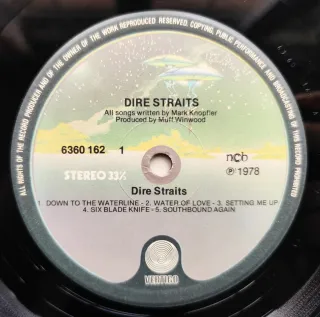 ALL RIGHTS OF THE RECORD PRODUCER AND OF THE OWNER OF THE WORK REPRODUCED RESERVED. COPYING, PUBLIC PERFORMANCE AND BROADCASTING OF THIS RECORD PROHIBITED
DIRE STRAITS
All songs written by Mark Knopfler
Produced by Muff Winwood
6360 162 1
ncb
STEREO 33⅓
℗ 1978
Dire Straits
1. DOWN TO THE WATERLINE - 2. WATER OF LOVE - 3. SETTING ME UP
4. SIX BLADE KNIFE - 5. SOUTHBOUND AGAIN
VERTIGO